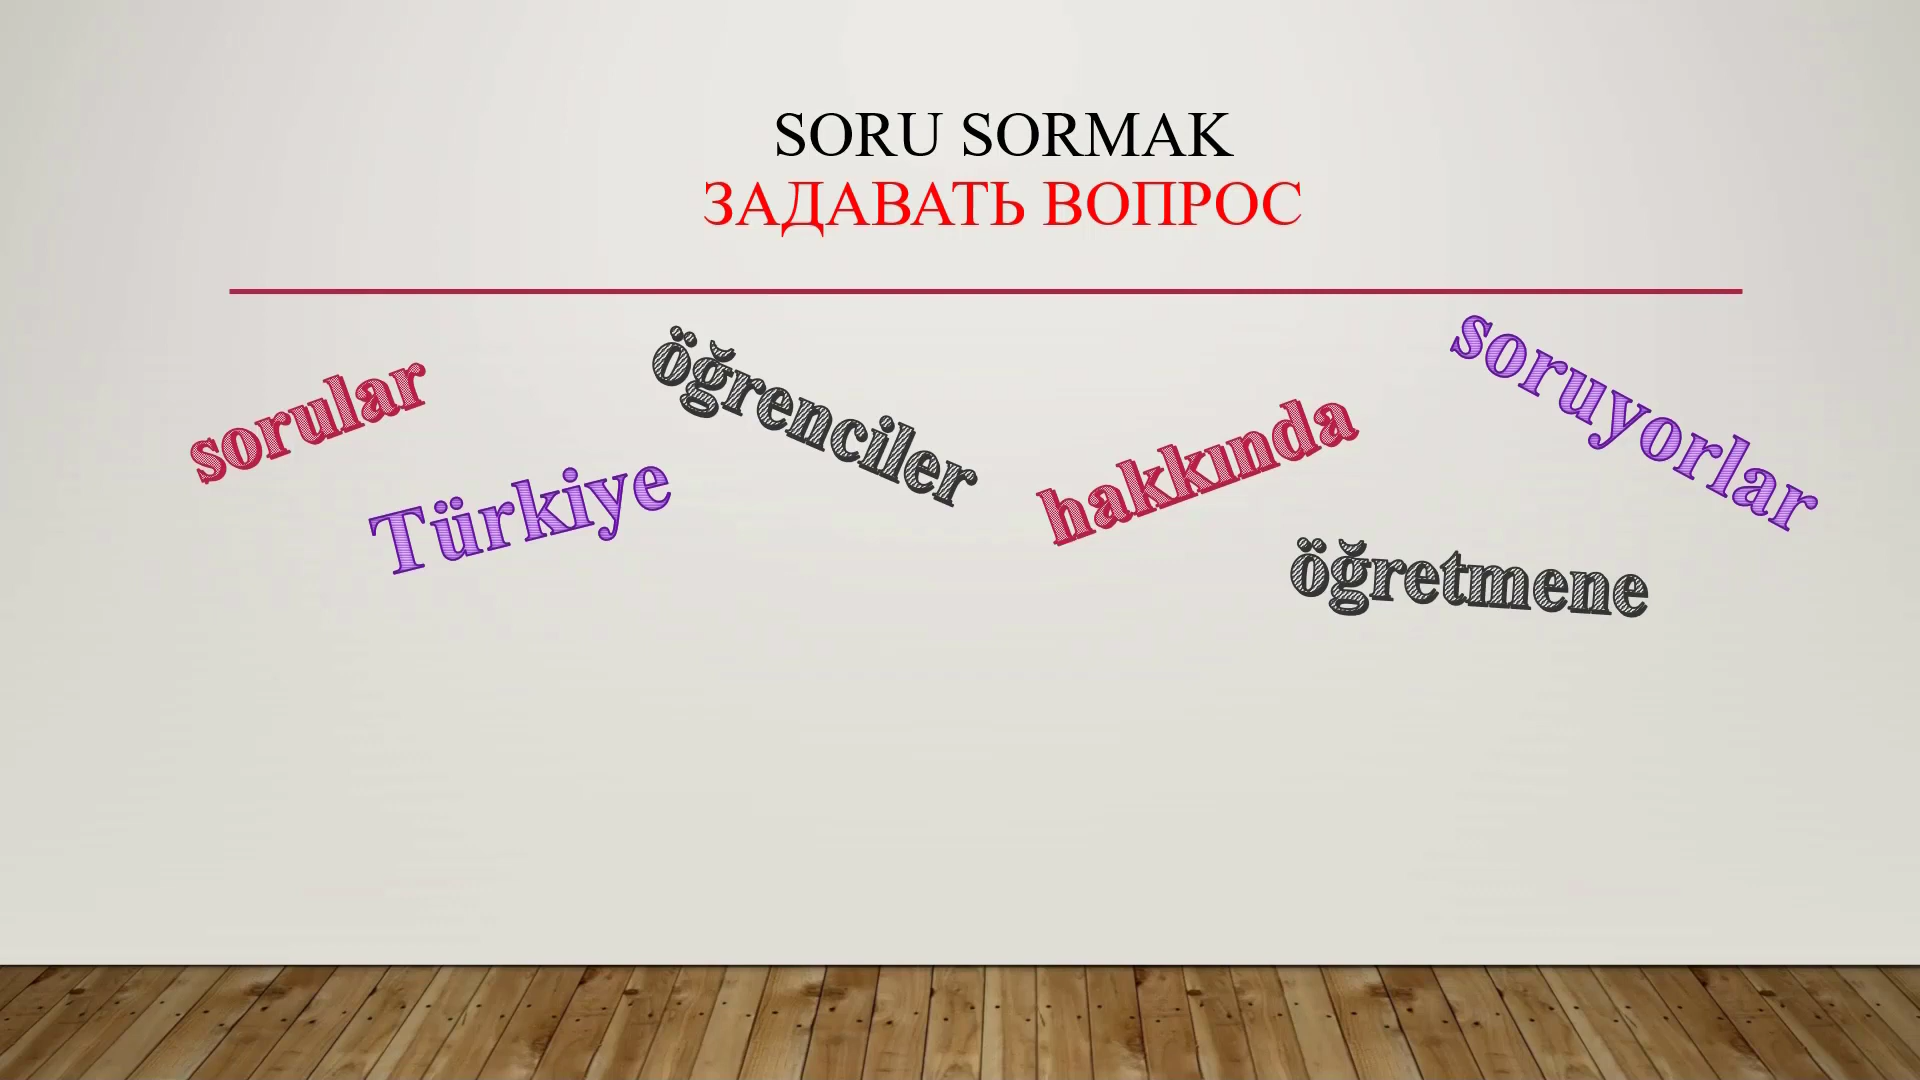 SORU SORMAK
ЗАДАВАТЬ ВОПРОС
sorular
Türkiye
öğrenciler
hakkında
soruyorlar
öğretmene